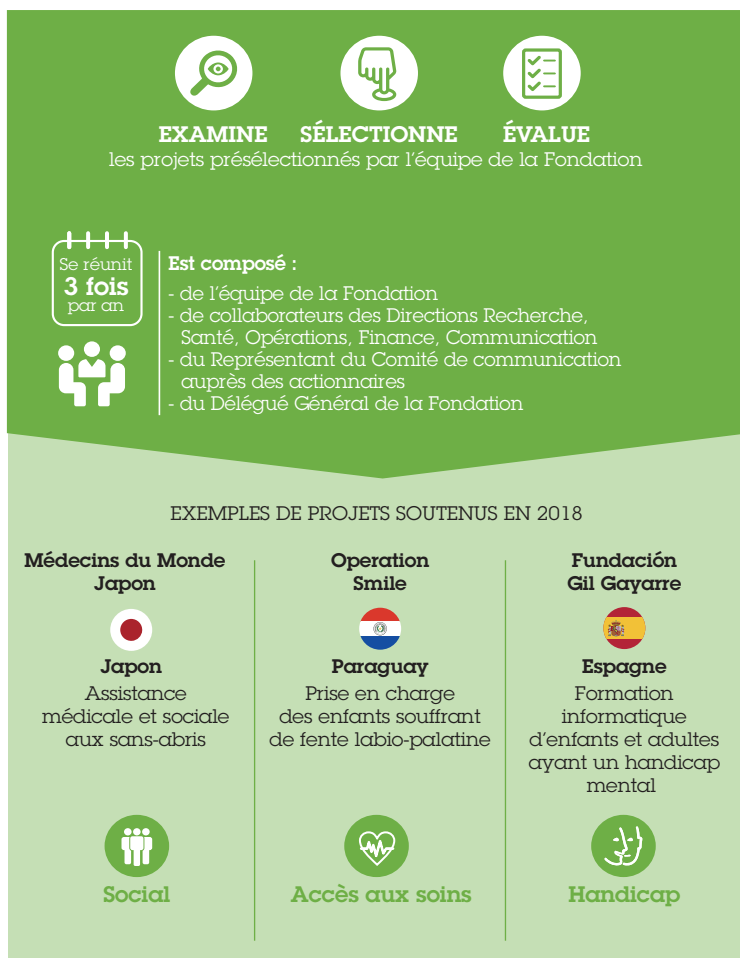 EXAMINE
SÉLECTIONNE
ÉVALUE
les projets présélectionnés par l'équipe de la Fondation
Se réunit
3 fois
par an
Est composé :
- de l'équipe de la Fondation
- de collaborateurs des Directions Recherche,
Santé, Opérations, Finance, Communication
- du Représentant du Comité de communication
auprès des actionnaires
- du Délégué Général de la Fondation
EXEMPLES DE PROJETS SOUTENUS EN 2018
Médecins du Monde
Japon
Japon
Assistance
médicale et sociale
aux sans-abris
Social
Operation
Smile
Paraguay
Prise en charge
des enfants souffrant
de fente labio-palatine
Accès aux soins
Fundación
Gil Gayarre
Espagne
Formation
informatique
d'enfants et adultes
ayant un handicap
mental
Handicap